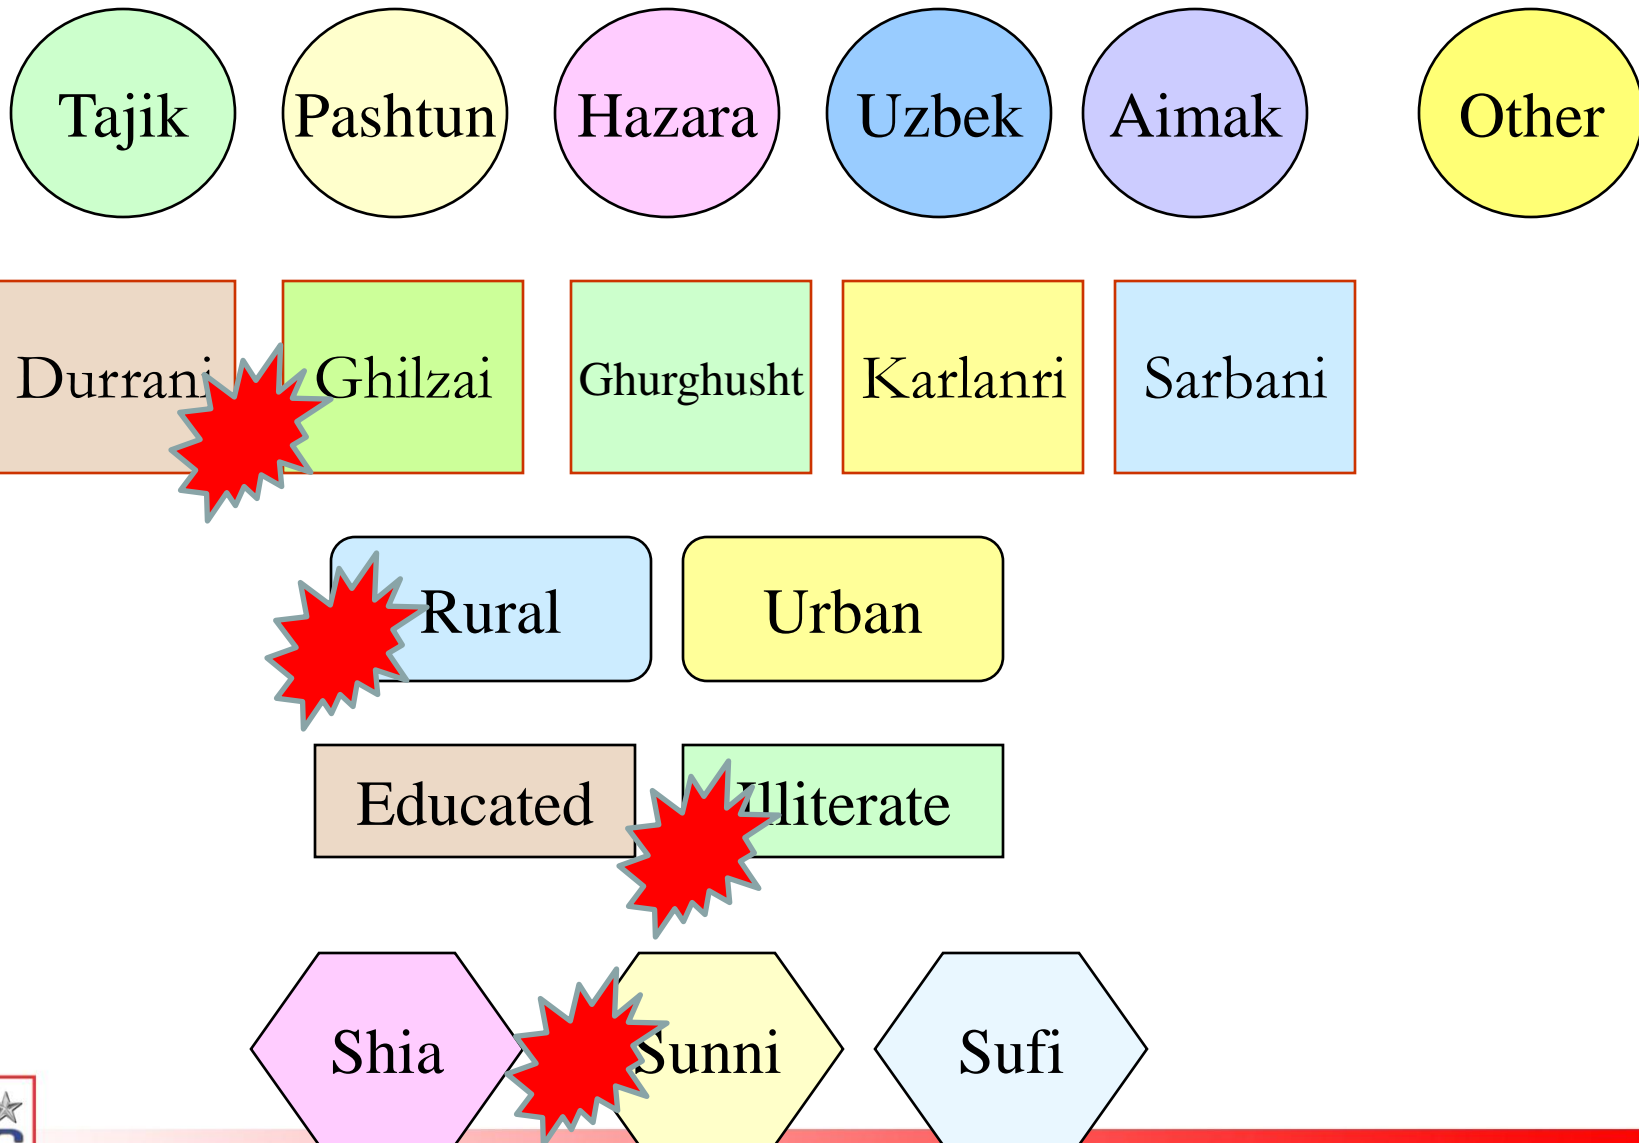 Tajik Pashtun Hazara Uzbek Aimak Other
Durrani Ghilzai Ghurghusht Karlanri Sarbani
Rural Urban
Educated Illiterate
Shia Sunni Sufi